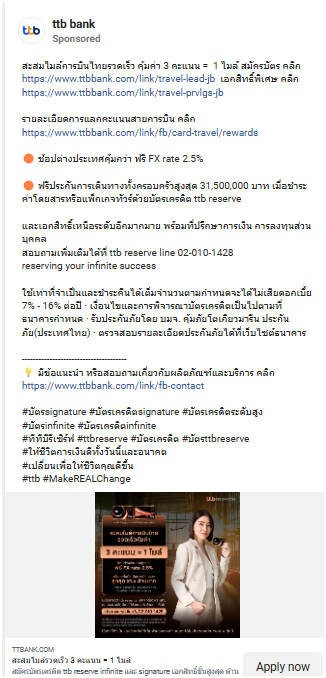 ttb bank
Sponsored
สะสมไมล์การบินไทยรวดเร็ว คุ้มค่า 3 คะแนน = 1 ไมล์ สมัครบัตร คลิก
https://www.ttbbank.com/link/travel-lead-jb เอกสิทธิ์พิเศษ คลิก
https://www.ttbbank.com/link/travel-prvlgs-jb
รายละเอียดการแลกคะแนนสายการบิน คลิก
https://www.ttbbank.com/link/fb/card-travel/rewards
🟠 ช้อปต่างประเทศคุ้มกว่า ฟรี FX rate 2.5%
🟠 ฟรีประกันการเดินทางทั้งครอบครัวสูงสุด 31,500,000 บาท เมื่อชำระ
ค่าโดยสารหรือแพ็กเกจทัวร์ด้วยบัตรเครดิต ttb reserve
และเอกสิทธิ์เหนือระดับอีกมากมาย พร้อมที่ปรึกษาการเงิน การลงทุนส่วน
บุคคล
สอบถามเพิ่มเติมได้ที่ ttb reserve line 02-010-1428
reserving your infinite success
ใช้เท่าที่จำเป็นและชำระคืนได้เต็มจำนวนตามกำหนดจะได้ไม่เสียดอกเบี้ย
7% - 16% ต่อปี · เงื่อนไขและการพิจารณาบัตรเครดิตเป็นไปตามที่
ธนาคารกำหนด · รับประกันภัยโดย บมจ. คุ้มภัยโตเกียวมารีน ประกัน
ภัย(ประเทศไทย) · ตรวจสอบรายละเอียดประกันภัยได้ที่เว็บไซต์ธนาคาร
-----------------------------------
💡 มีข้อแนะนำ หรือสอบถามเกี่ยวกับผลิตภัณฑ์และบริการ คลิก
https://www.ttbbank.com/link/fb-contact
#บัตรsignature #บัตรเครดิตsignature #บัตรเครดิตระดับสูง
#บัตรinfinite #บัตรเครดิตinfinite
#ทีทีบีรีเซิร์ฟ #ttbreserve #บัตรเครดิต #บัตรttbreserve
#ให้ชีวิตการเงินดีทั้งวันนี้และอนาคต
#เปลี่ยนเพื่อให้ชีวิตคุณดีขึ้น
#ttb #MakeREALChange
สะสมไมล์การบินไทย
รวดเร็วคุ้มค่า
3 คะแนน = 1 ไมล์
ฟรี FX rate 2.5%
TTBBANK.COM
สะสมไมล์รวดเร็ว 3 คะแนน = 1 ไมล์
สมัครบัตรเครดิต ttb reserve infinite และ signature เอกสิทธิ์ขั้นสูงสุด ด้าน
Apply now